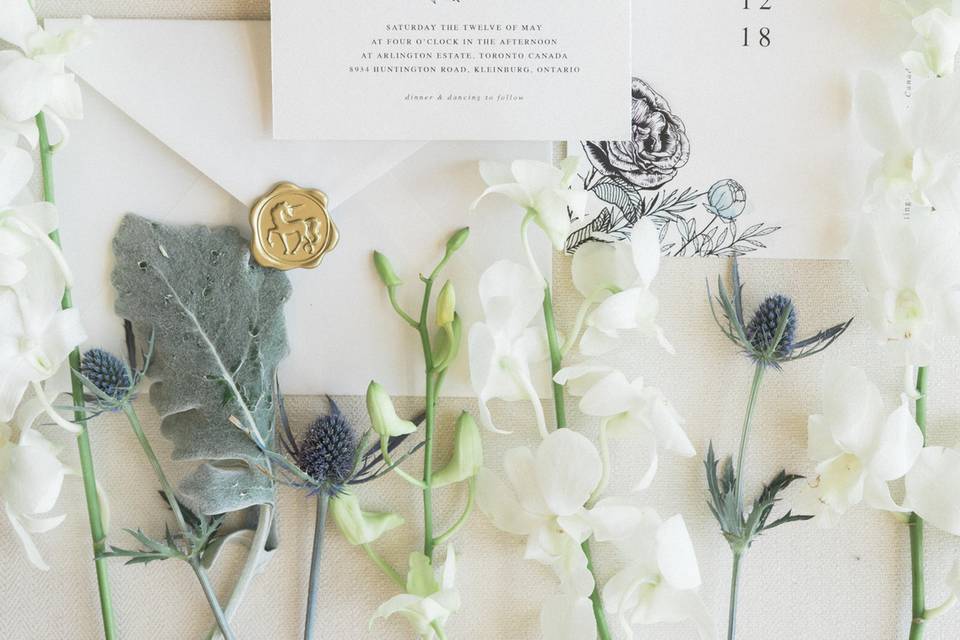 SATURDAY THE TWELVE OF MAY
AT FOUR O'CLOCK IN THE AFTERNOON
AT ARLINGTON ESTATE, TORONTO CANADA
8934 HUNTINGTON ROAD, KLEINBURG, ONTARIO
dinner & dancing to follow
12
18